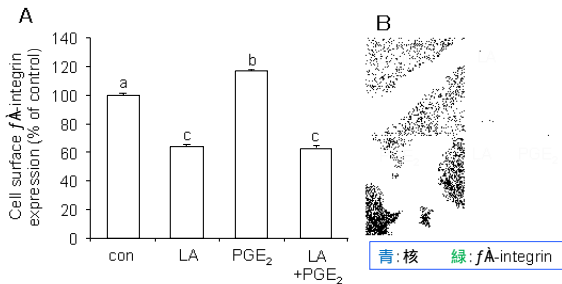 A
Cell surface ƒÀ-integrin
expression (% of control)
140
120
100
80
60
40
20
0
a
c
b
c
con LA PGE₂ LA
+PGE₂
B
青:核 緑:ƒÀ-integrin